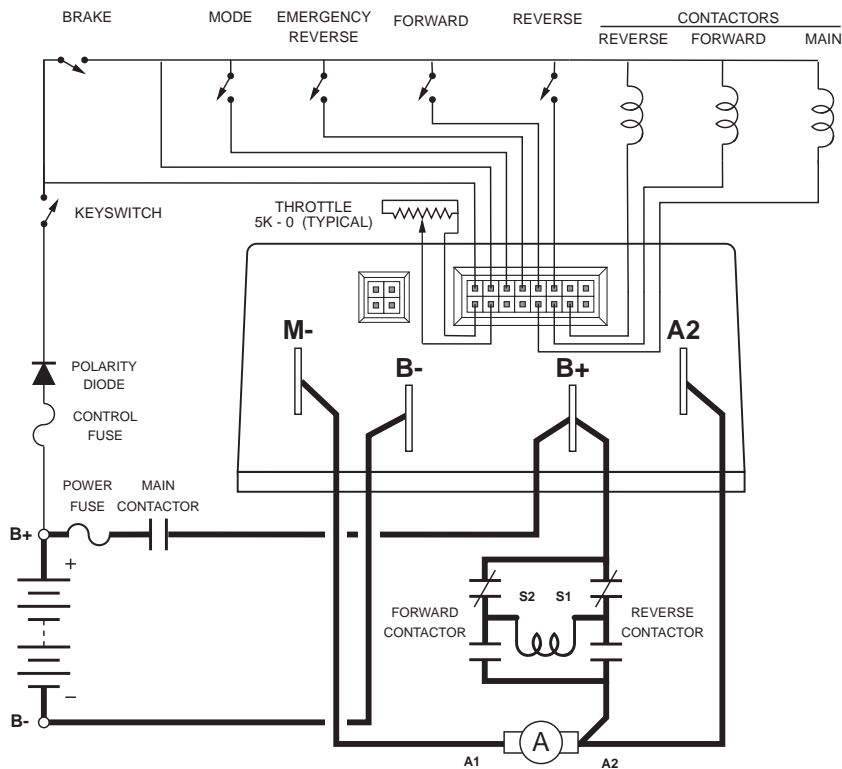 BRAKE
MODE
EMERGENCY
REVERSE
FORWARD
REVERSE
CONTACTORS
REVERSE
FORWARD
MAIN
KEYSWITCH
THROTTLE
5K - 0 (TYPICAL)
M-
B-
B+
A2
POLARITY
DIODE
CONTROL
FUSE
POWER
FUSE
MAIN
CONTACTOR
B+
+
S2
S1
FORWARD
CONTACTOR
REVERSE
CONTACTOR
–
B-
A
A1
A2